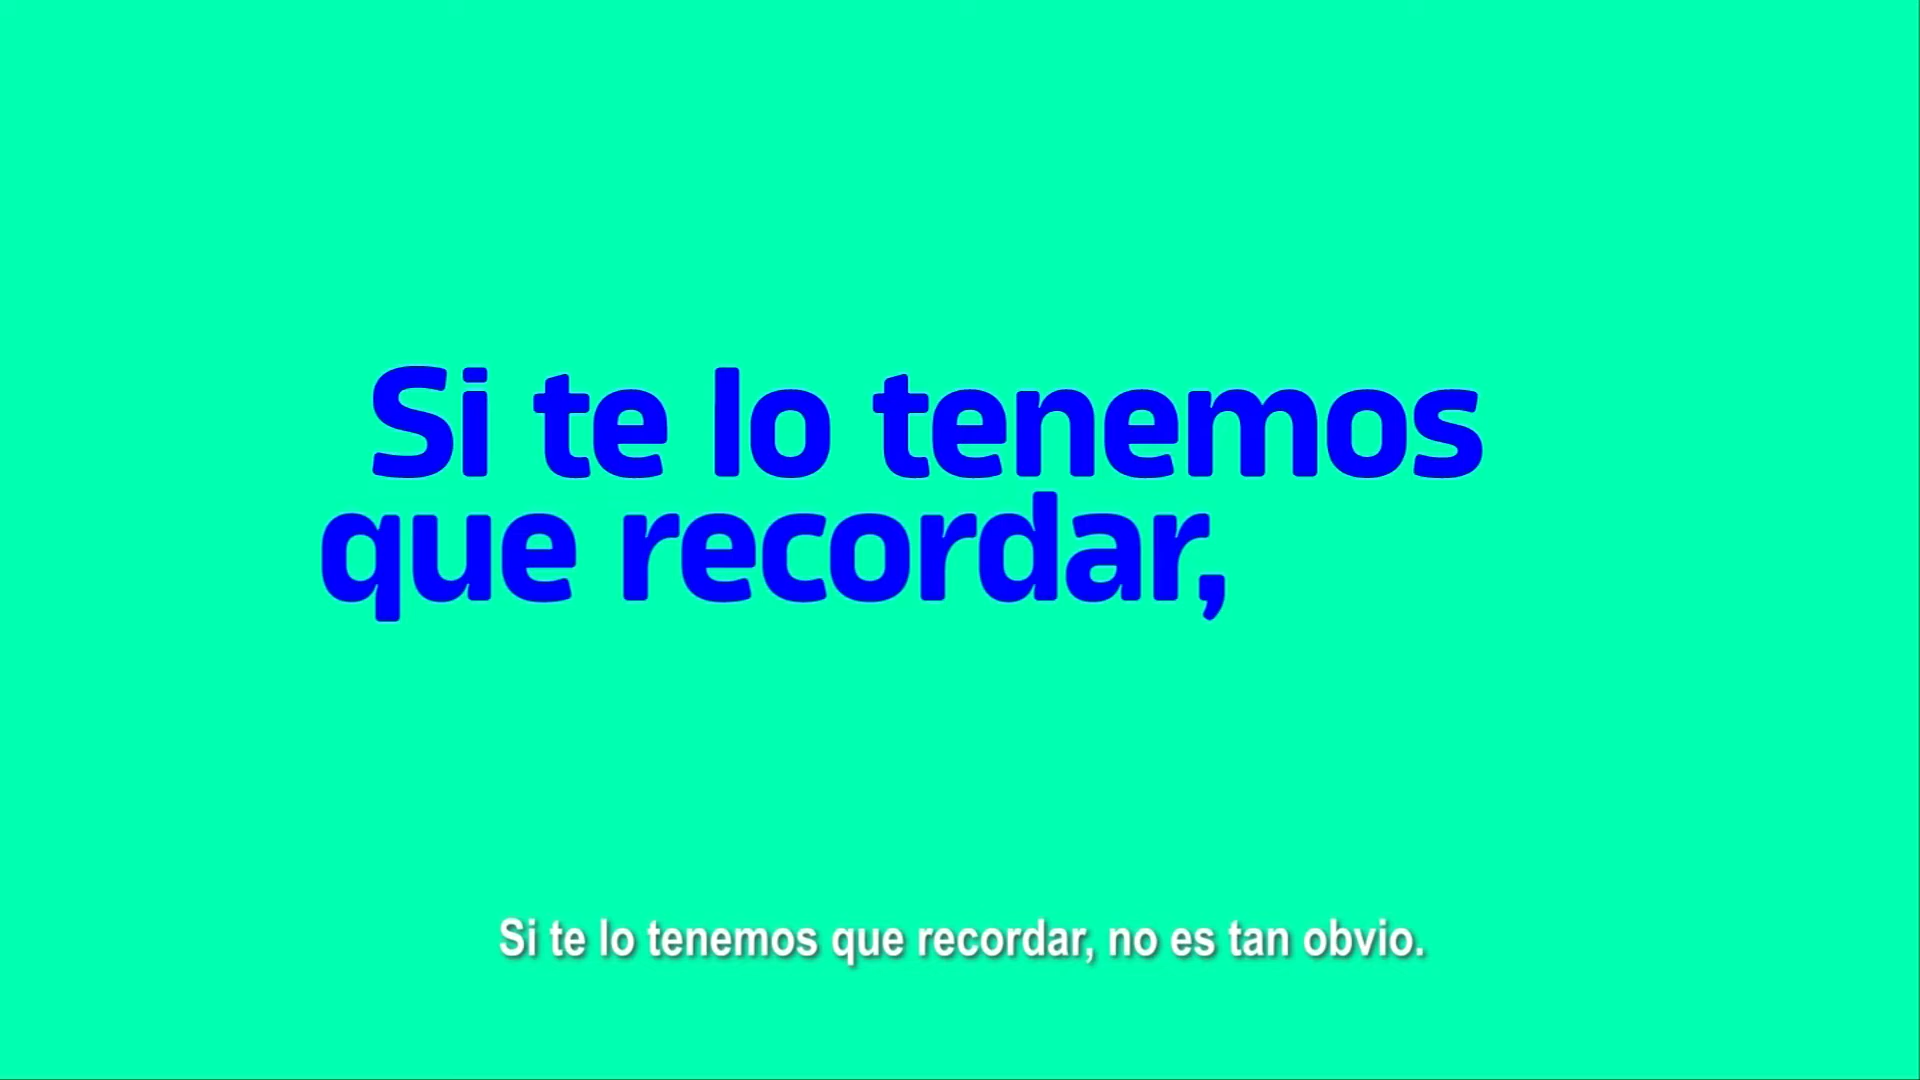 Si te lo tenemos
que recordar,
Si te lo tenemos que recordar, no es tan obvio.